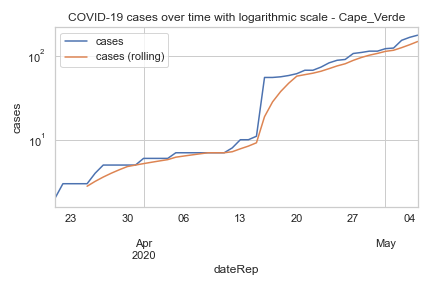 COVID-19 cases over time with logarithmic scale - Cape_Verde
cases
cases (rolling)
10²
10¹
cases
23 30 06 13 20 27 04
Apr May
2020
dateRep